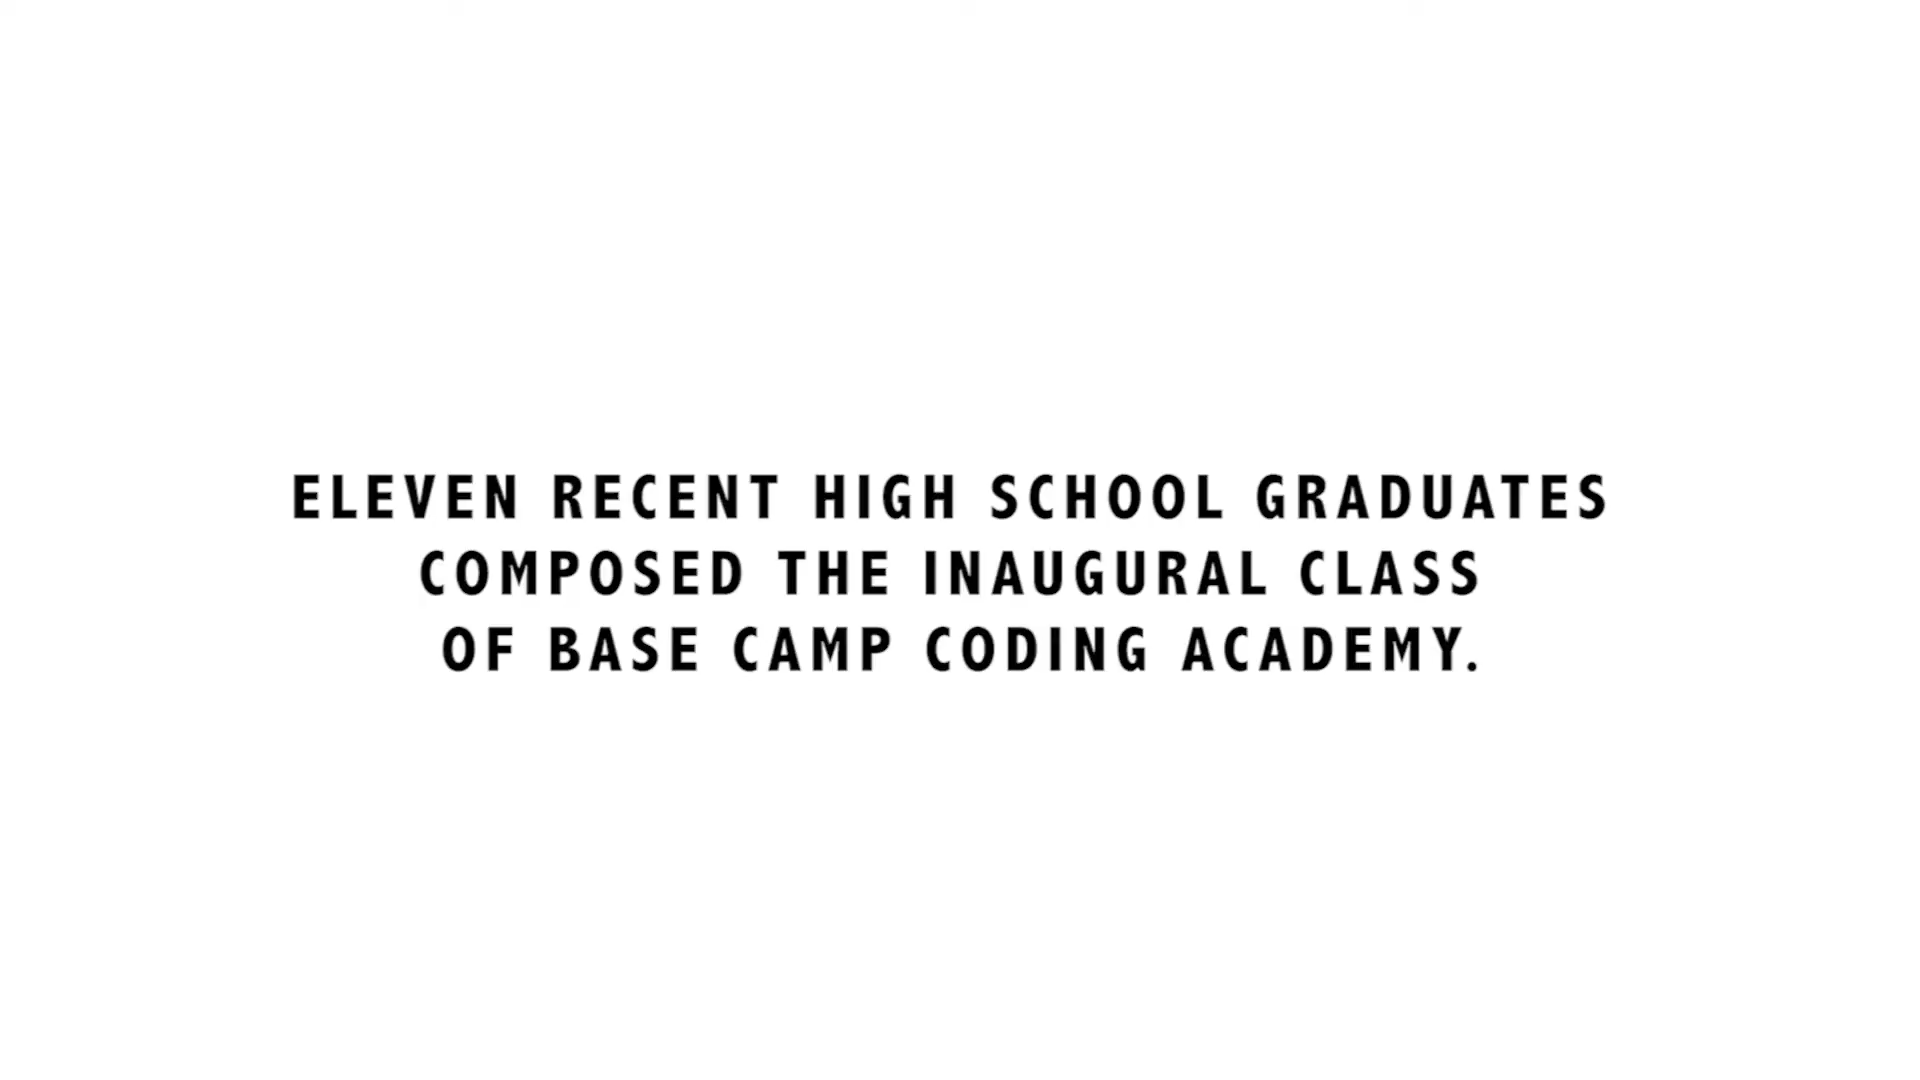 ELEVEN RECENT HIGH SCHOOL GRADUATES
COMPOSED THE INAUGURAL CLASS
OF BASE CAMP CODING ACADEMY.